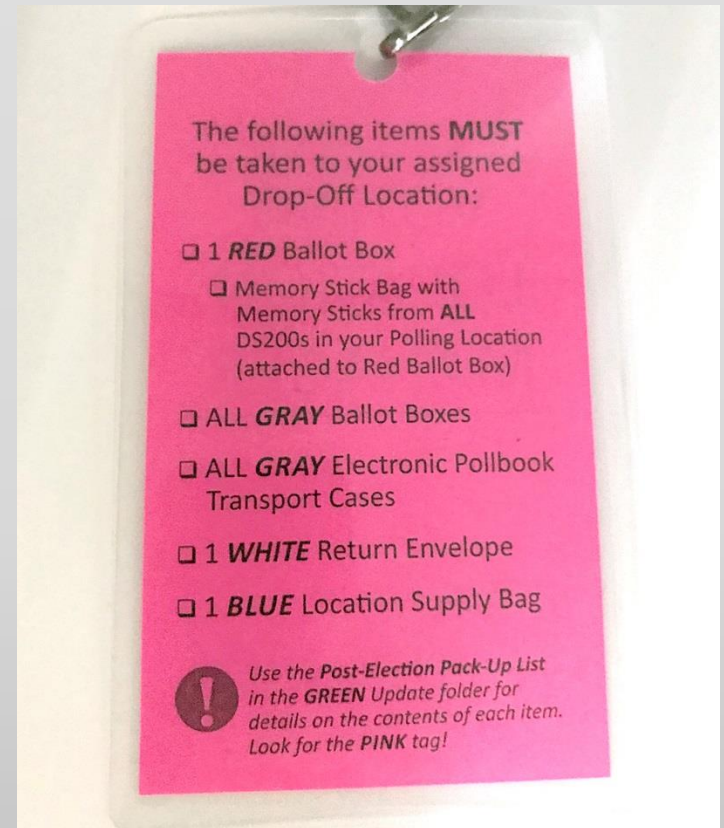 The following items MUST
be taken to your assigned
Drop-Off Location:
❑ 1 RED Ballot Box
❑ Memory Stick Bag with
Memory Sticks from ALL
DS200s in your Polling Location
(attached to Red Ballot Box)
❑ ALL GRAY Ballot Boxes
❑ ALL GRAY Electronic Pollbook
Transport Cases
❑ 1 WHITE Return Envelope
❑ 1 BLUE Location Supply Bag
! Use the Post-Election Pack-Up List
in the GREEN Update folder for
details on the contents of each item.
Look for the PINK tag!